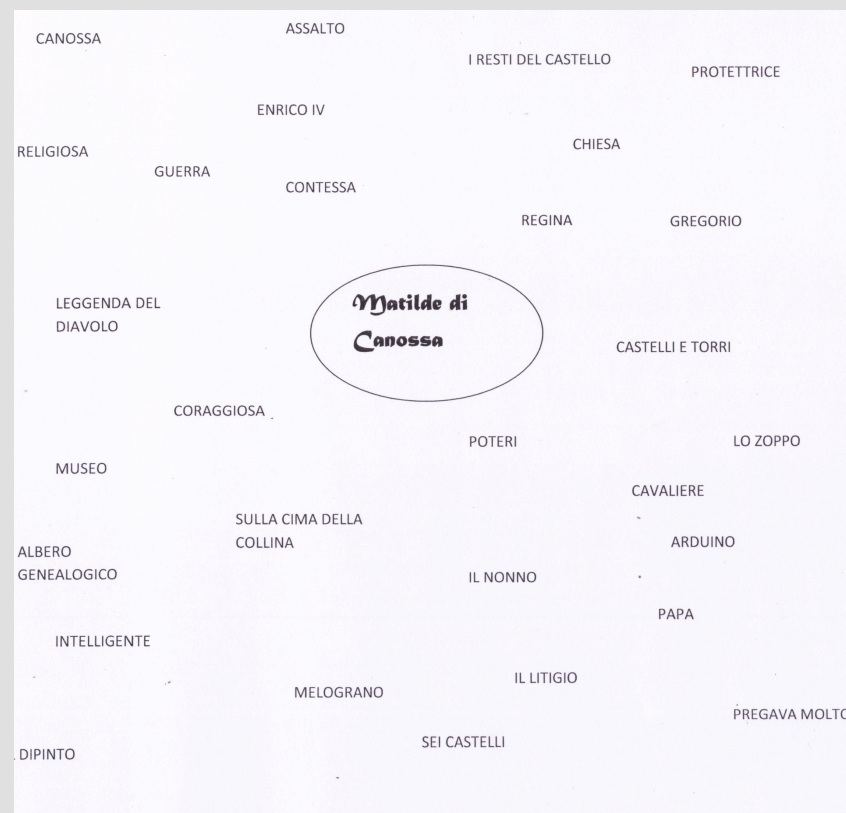 ASSALTO
CANOSSA
I RESTI DEL CASTELLO
PROTETTRICE
ENRICO IV
CHIESA
RELIGIOSA
GUERRA
CONTESSA
REGINA
GREGORIO
LEGGENDA DEL
DIAVOLO
Matilde di
Canossa
CASTELLI E TORRI
CORAGGIOSA
POTERI
LO ZOPPO
MUSEO
CAVALIERE
SULLA CIMA DELLA
COLLINA
ARDUINO
ALBERO
GENEALOGICO
IL NONNO
PAPA
INTELLIGENTE
IL LITIGIO
MELOGRANO
PREGAVA MOLTO
SEI CASTELLI
DIPINTO